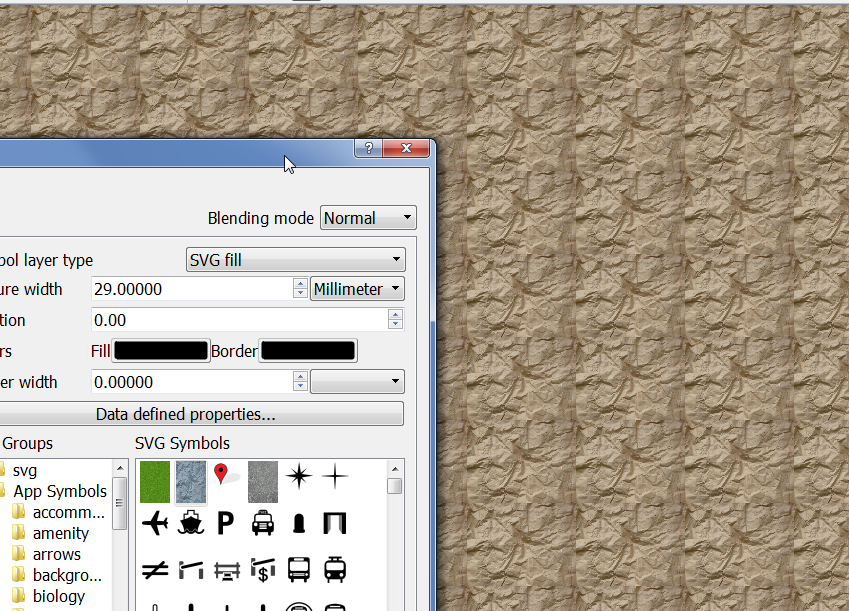 Blending mode Normal
ool layer type SVG fill
ure width 29.00000 Millimeter
tion 0.00
rs Fill Border
er width 0.00000
Data defined properties...
Groups SVG Symbols
svg
App Symbols
accomm...
amenity
arrows
backgro...
biology
P
$